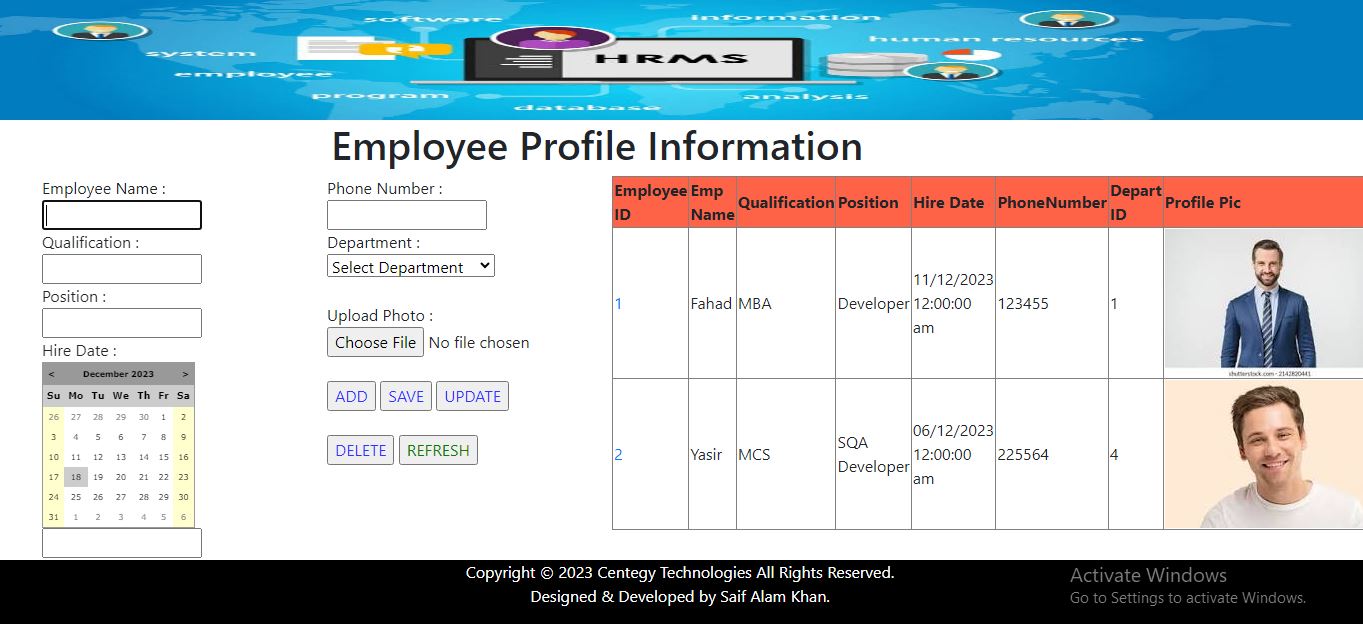 software
information
human resources
system
HRMS
employee
program
database
analysis
Employee Profile Information
Employee Name :
Qualification :
Position :
Hire Date :
< December 2023 >
Su Mo Tu We Th Fr Sa
26 27 28 29 30 1 2
3 4 5 6 7 8 9
10 11 12 13 14 15 16
17 18 19 20 21 22 23
24 25 26 27 28 29 30
31 1 2 3 4 5 6
Phone Number :
Department :
Select Department
Upload Photo :
Choose File No file chosen
ADD SAVE UPDATE
DELETE REFRESH
Employee ID Emp Name Qualification Position Hire Date PhoneNumber Depart ID Profile Pic
1 Fahad MBA Developer 11/12/2023 12:00:00 am 123455 1
shutterstock.com · 2142820441
2 Yasir MCS SQA Developer 06/12/2023 12:00:00 am 225564 4
Copyright © 2023 Centegy Technologies All Rights Reserved.
Designed & Developed by Saif Alam Khan.
Activate Windows
Go to Settings to activate Windows.